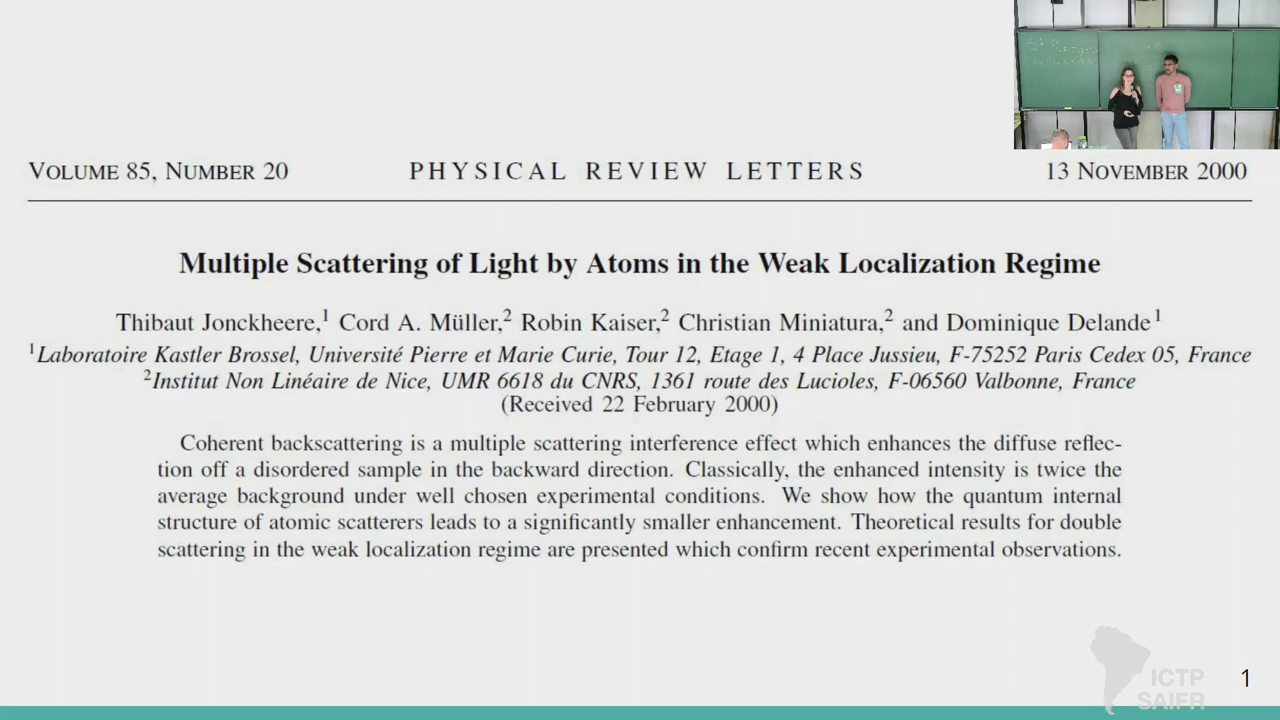 VOLUME 85, NUMBER 20 PHYSICAL REVIEW LETTERS 13 NOVEMBER 2000
Multiple Scattering of Light by Atoms in the Weak Localization Regime
Thibaut Jonckheere,1 Cord A. Müller,2 Robin Kaiser,2 Christian Miniatura,2 and Dominique Delande1
1Laboratoire Kastler Brossel, Université Pierre et Marie Curie, Tour 12, Etage 1, 4 Place Jussieu, F-75252 Paris Cedex 05, France
2Institut Non Linéaire de Nice, UMR 6618 du CNRS, 1361 route des Lucioles, F-06560 Valbonne, France
(Received 22 February 2000)
Coherent backscattering is a multiple scattering interference effect which enhances the diffuse reflec-
tion off a disordered sample in the backward direction. Classically, the enhanced intensity is twice the
average background under well chosen experimental conditions. We show how the quantum internal
structure of atomic scatterers leads to a significantly smaller enhancement. Theoretical results for double
scattering in the weak localization regime are presented which confirm recent experimental observations.
ICTP
SAIFR
1